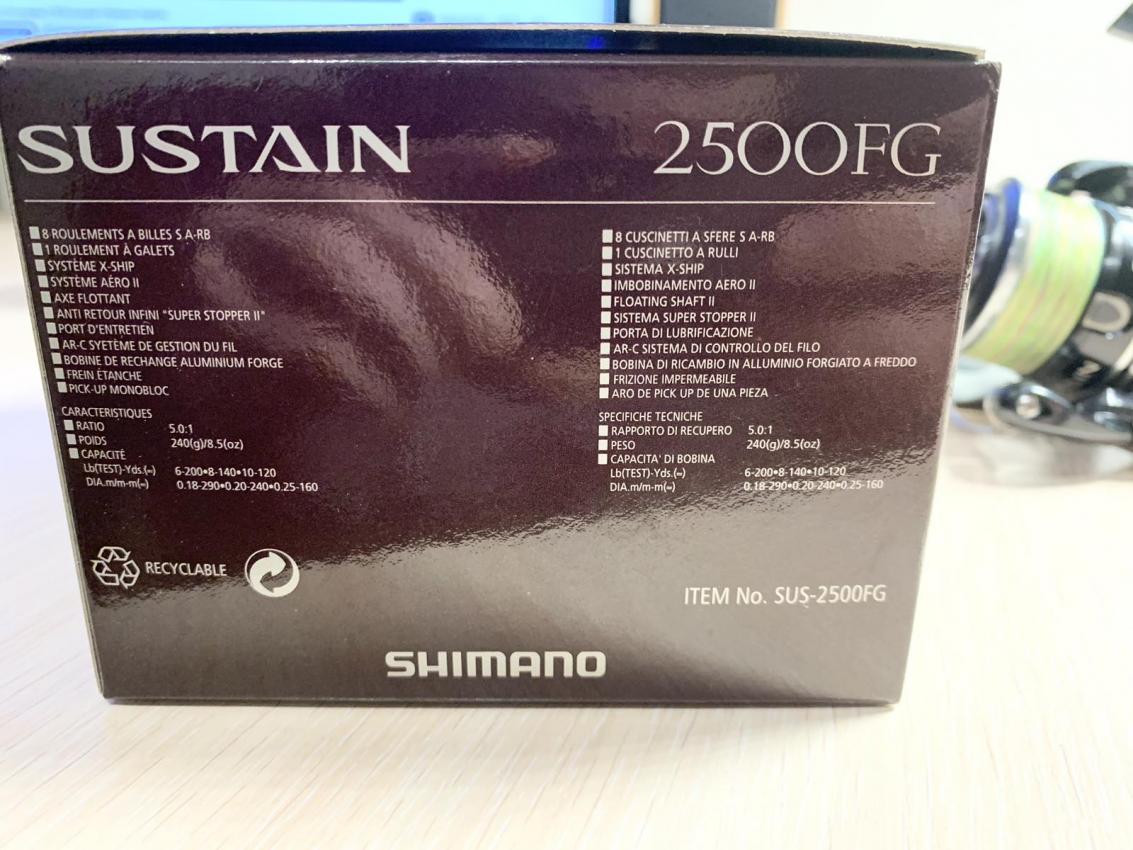 SUSTAIN 2500FG
8 ROULEMENTS A BILLES S A-RB
1 ROULEMENT À GALETS
SYSTÈME X-SHIP
SYSTÈME AÉRO II
AXE FLOTTANT
ANTI RETOUR INFINI "SUPER STOPPER II"
PORT D'ENTRETIÉN
AR-C SYETÈME DE GESTION DU FIL
BOBINE DE RECHANGE ALUMINIUM FORGE
FREIN ÉTANCHE
PICK-UP MONOBLOC
CARACTERISTIQUES
RATIO 5.0:1
POIDS 240(g)/8.5(oz)
CAPACITÉ
Lb(TEST)-Yds.(≈) 6-200•8-140•10-120
DIA.m/m-m(≈) 0.18-290•0.20-240•0.25-160
8 CUSCINETTI A SFERE S A-RB
1 CUSCINETTO A RULLI
SISTEMA X-SHIP
IMBOBINAMENTO AERO II
FLOATING SHAFT II
SISTEMA SUPER STOPPER II
PORTA DI LUBRIFICAZIONE
AR-C SISTEMA DI CONTROLLO DEL FILO
BOBINA DI RICAMBIO IN ALLUMINIO FORGIATO A FREDDO
FRIZIONE IMPERMEABILE
ARO DE PICK UP DE UNA PIEZA
SPECIFICHE TECNICHE
RAPPORTO DI RECUPERO 5.0:1
PESO 240(g)/8.5(oz)
CAPACITA' DI BOBINA
Lb(TEST)-Yds.(≈) 6-200•8-140•10-120
DIA.m/m-m(≈) 0.18-290•0.20-240•0.25-160
RECYCLABLE
ITEM No. SUS-2500FG
SHIMANO